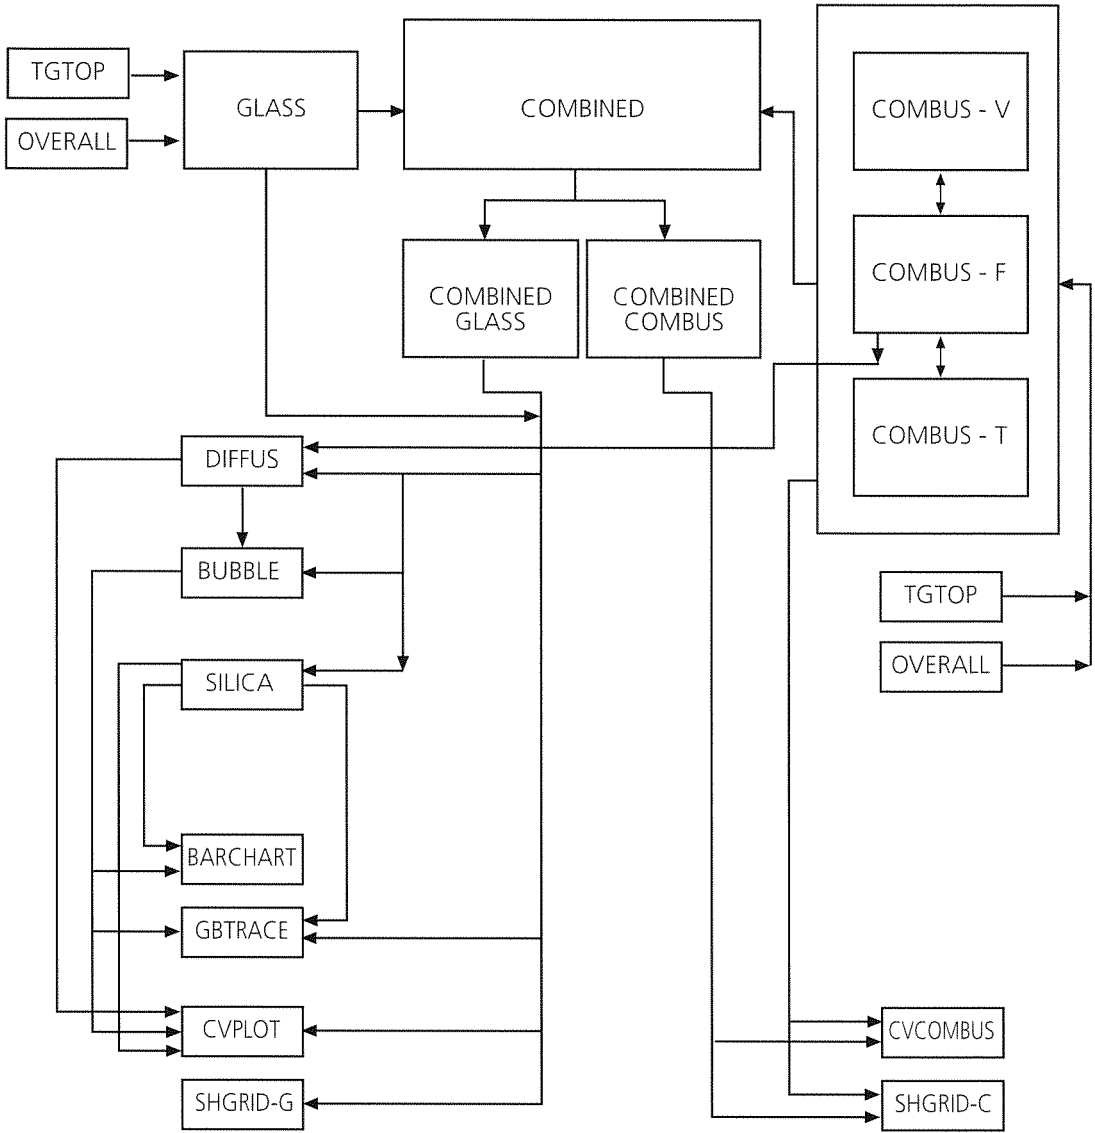 TGTOP
OVERALL
GLASS
COMBINED
COMBUS - V
COMBUS - F
COMBUS - T
COMBINED
GLASS
COMBINED
COMBUS
DIFFUS
BUBBLE
SILICA
TGTOP
OVERALL
BARCHART
GBTRACE
CVPLOT
SHGRID-G
CVCOMBUS
SHGRID-C